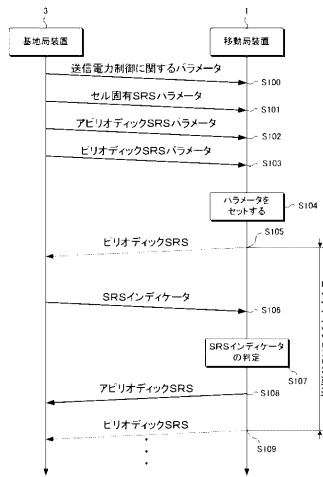 3
1
基地局装置
移動局装置
送信電力制御に関するパラメータ
S100
セル固有SRSパラメータ
S101
アピリオディックSRSパラメータ
S102
ピリオディックSRSパラメータ
S103
パラメータを
セットする
S104
S105
ピリオディックSRS
SRSインディケータ
S106
SRSインディケータ
の判定
S107
アピリオディックSRS
S108
ピリオディックSRS
S109